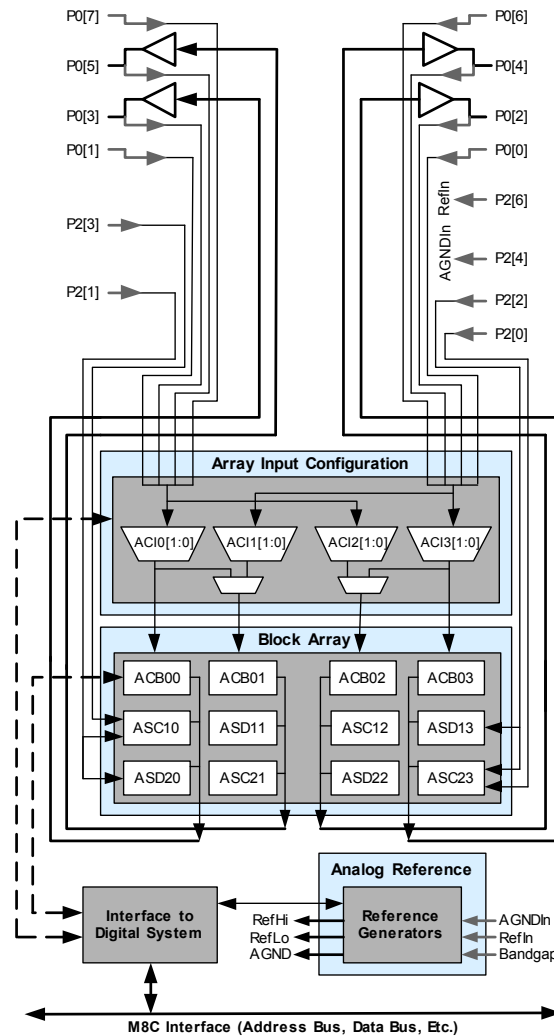 P0[7]
P0[6]
P0[5]
P0[4]
P0[3]
P0[2]
P0[1]
P0[0]
P2[3]
P2[6]
P2[1]
P2[4]
P2[2]
P2[0]
AGNDIn RefIn
Array Input Configuration
ACI0[1:0]
ACI1[1:0]
ACI2[1:0]
ACI3[1:0]
Block Array
ACB00
ACB01
ACB02
ACB03
ASC10
ASD11
ASC12
ASD13
ASD20
ASC21
ASD22
ASC23
Analog Reference
Interface to
Digital System
RefHi
RefLo
AGND
Reference
Generators
AGNDIn
RefIn
Bandgap
M8C Interface (Address Bus, Data Bus, Etc.)